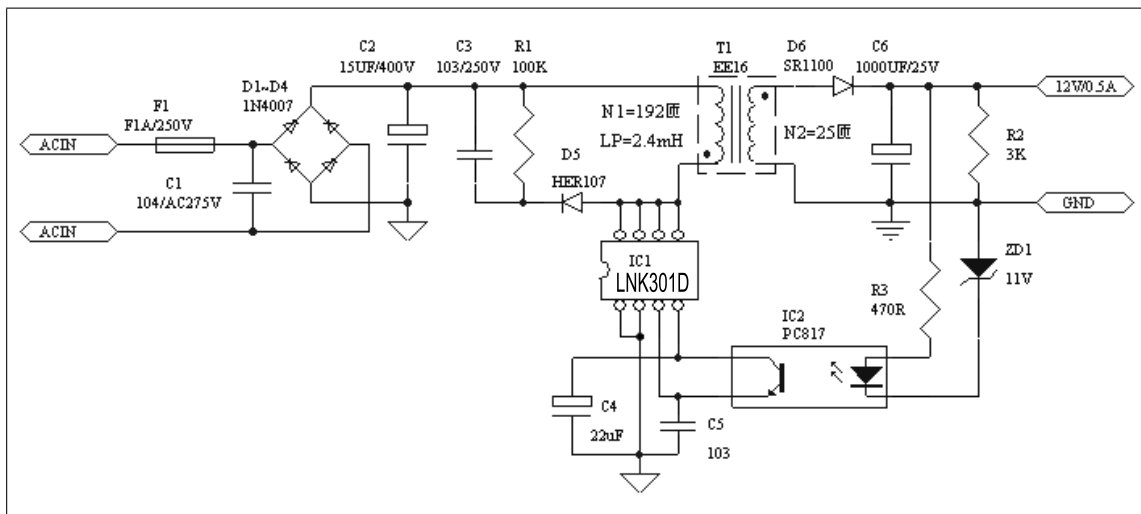 C2
15UF/400V
C3
103/250V
R1
100K
T1
EE16
D6
SR1100
C6
1000UF/25V
D1~D4
1N4007
F1
F1A/250V
12V/0.5A
N1=192匝
LP=2.4mH
N2=25匝
R2
3K
ACIN
C1
104/AC275V
D5
HER107
ACIN
GND
IC1
LNK301D
ZD1
11V
R3
470R
IC2
PC817
C4
22uF
C5
103